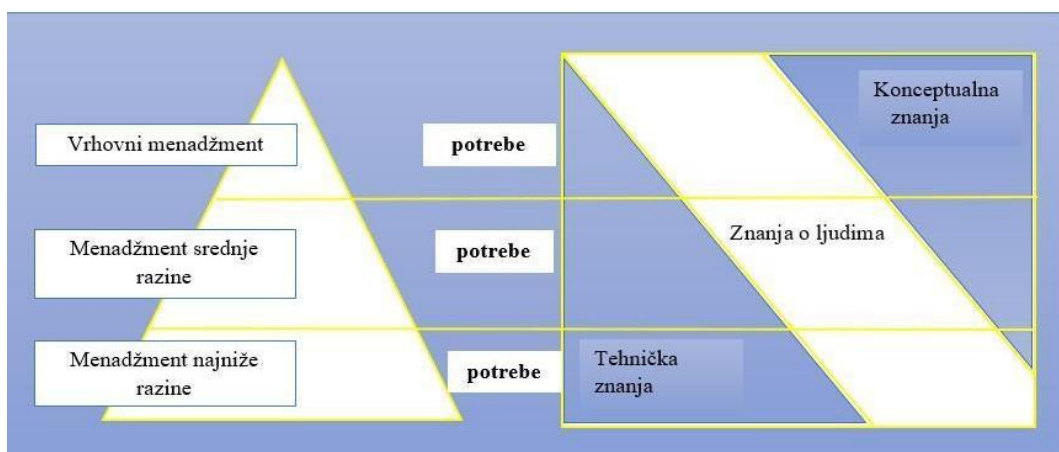 Vrhovni menadžment
potrebe
Konceptualna
znanja
Menadžment srednje
razine
potrebe
Znanja o ljudima
Menadžment najniže
razine
potrebe
Tehnička
znanja